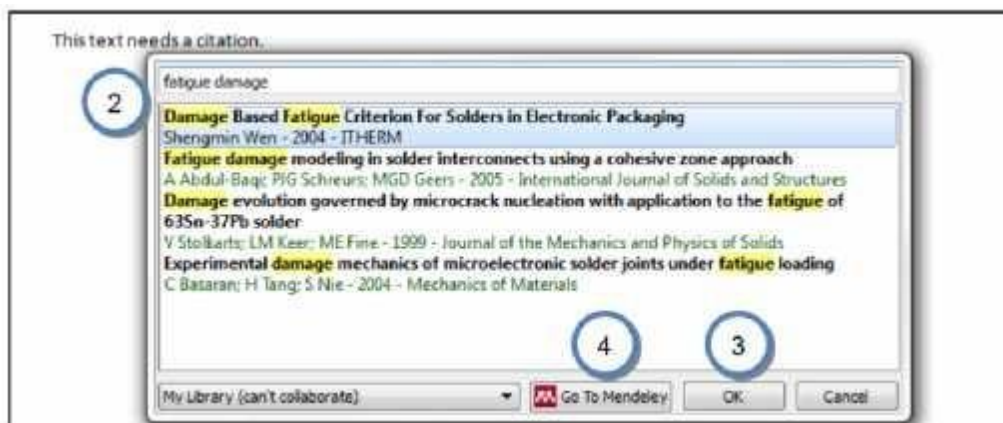 This text needs a citation.
fatigue damage
2
Damage Based Fatigue Criterion For Solders in Electronic Packaging
Shengmin Wen - 2004 - ITHERM
Fatigue damage modeling in solder interconnects using a cohesive zone approach
A Abdul-Baqi; PJG Schreurs; MGD Geers - 2005 - International Journal of Solids and Structures
Damage evolution governed by microcrack nucleation with application to the fatigue of
63Sn-37Pb solder
V Stolkarts; LM Keer; ME Fine - 1999 - Journal of the Mechanics and Physics of Solids
Experimental damage mechanics of microelectronic solder joints under fatigue loading
C Basaran; H Tang; S Nie - 2004 - Mechanics of Materials
4
3
My Library (can't collaborate)
Go To Mendeley
OK
Cancel